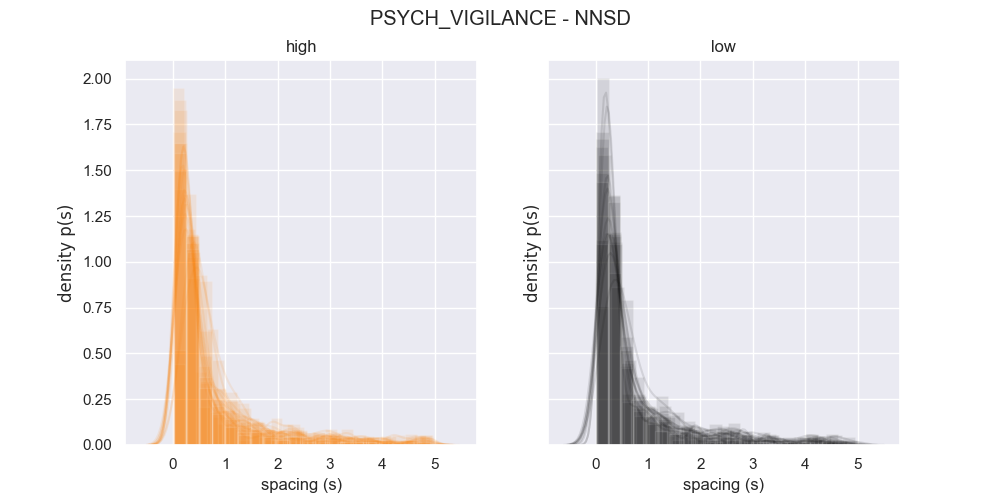 PSYCH_VIGILANCE - NNSD
high
low
2.00
1.75
1.50
1.25
1.00
0.75
0.50
0.25
0.00
density p(s)
density p(s)
0 1 2 3 4 5
0 1 2 3 4 5
spacing (s)
spacing (s)